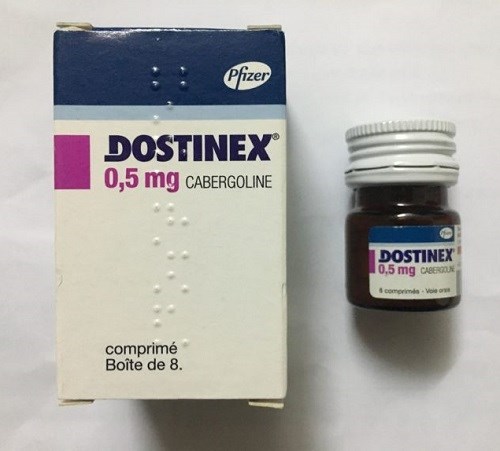 Pfizer
DOSTINEX®
0,5 mg CABERGOLINE
comprimé
Boîte de 8.
Pfizer
DOSTINEX®
0,5 mg CABERGOLINE
8 comprimés - Voie orale